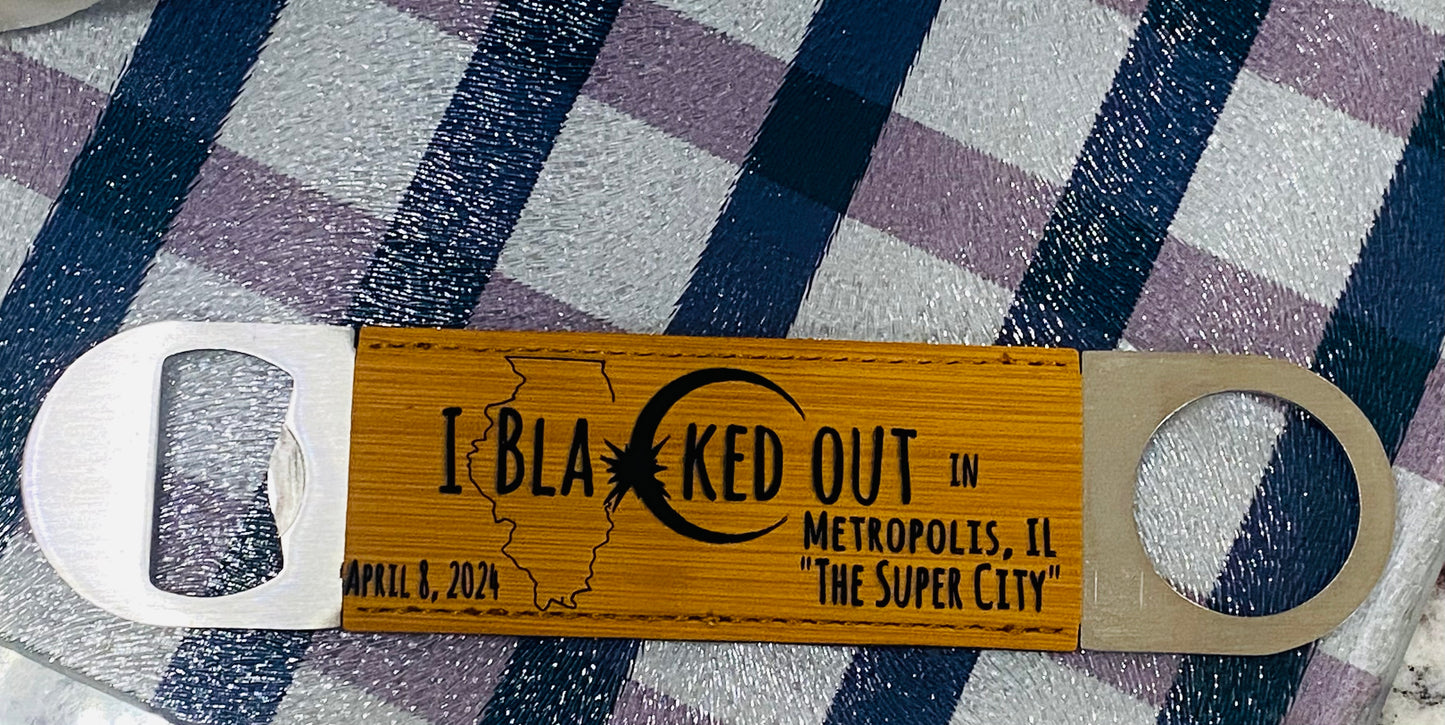 I BLACKED OUT IN
METROPOLIS, IL
"THE SUPER CITY"
APRIL 8, 2024